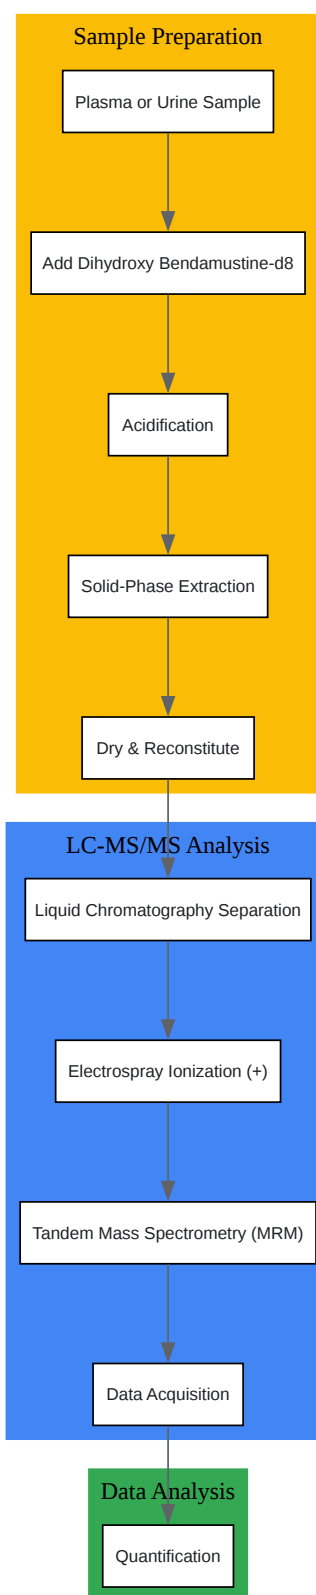 Sample Preparation
Plasma or Urine Sample
Add Dihydroxy Bendamustine-d8
Acidification
Solid-Phase Extraction
Dry & Reconstitute
LC-MS/MS Analysis
Liquid Chromatography Separation
Electrospray Ionization (+)
Tandem Mass Spectrometry (MRM)
Data Acquisition
Data Analysis
Quantification